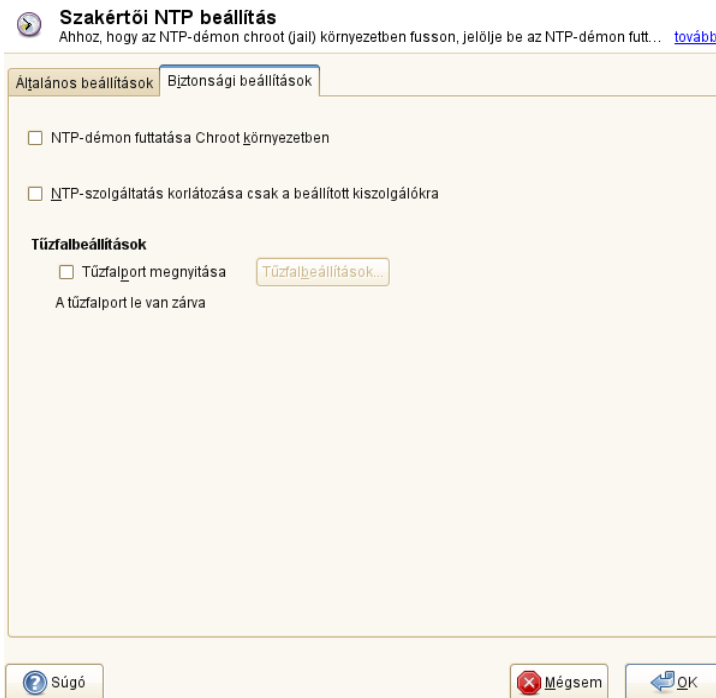 Szakértői NTP beállítás
Ahhoz, hogy az NTP-démon chroot (jail) környezetben fusson, jelölje be az NTP-démon futt... tovább
Általános beállítások Biztonsági beállítások
NTP-démon futtatása Chroot környezetben
NTP-szolgáltatás korlátozása csak a beállított kiszolgálókra
Tűzfalbeállítások
Tűzfalport megnyitása Tűzfalbeállítások...
A tűzfalport le van zárva
Súgó Mégsem OK